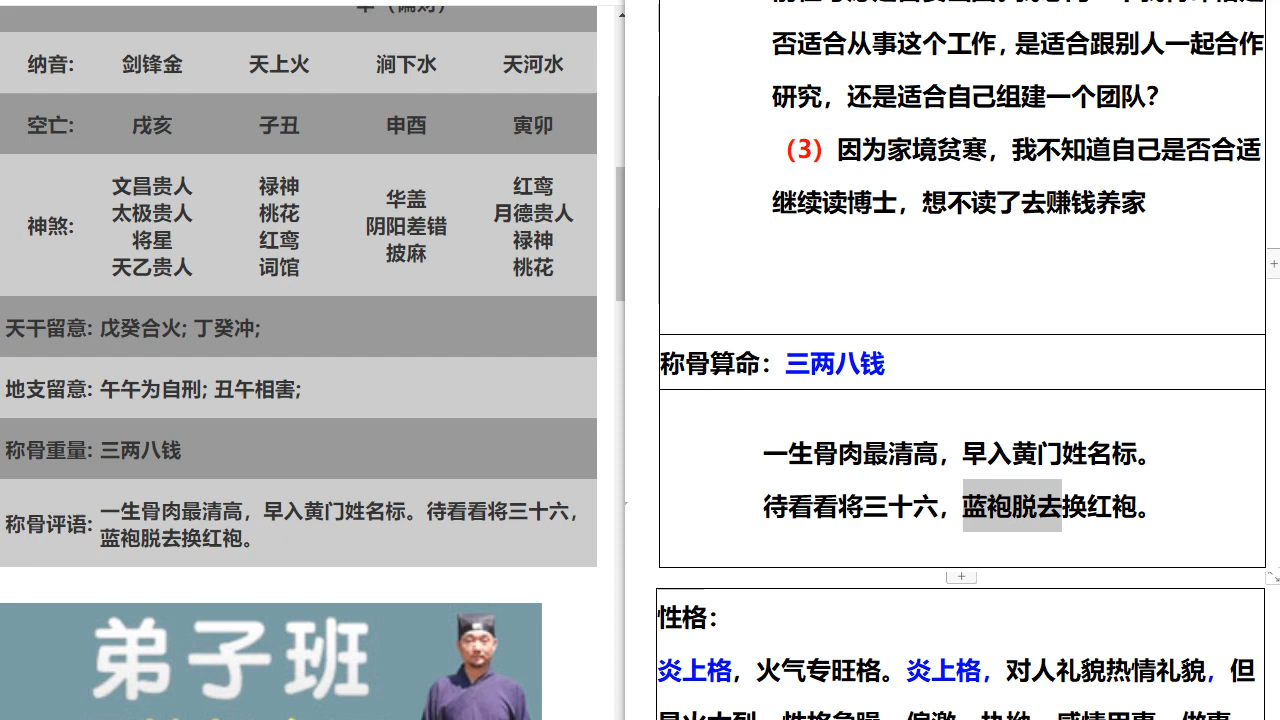 纳音: 剑锋金 天上火 涧下水 天河水
空亡: 戌亥 子丑 申酉 寅卯
神煞:
文昌贵人 禄神 华盖 红鸾
太极贵人 桃花 阴阳差错 月德贵人
将星 红鸾 披麻 禄神
天乙贵人 词馆 桃花
天干留意: 戊癸合火; 丁癸冲;
地支留意: 午午为自刑; 丑午相害;
称骨重量: 三两八钱
称骨评语: 一生骨肉最清高，早入黄门姓名标。待看看将三十六，
蓝袍脱去换红袍。
弟子班
否适合从事这个工作，是适合跟别人一起合作
研究，还是适合自己组建一个团队？
（3）因为家境贫寒，我不知道自己是否合适
继续读博士，想不读了去赚钱养家
称骨算命：三两八钱
一生骨肉最清高，早入黄门姓名标。
待看看将三十六，蓝袍脱去换红袍。
性格：
炎上格，火气专旺格。炎上格，对人礼貌热情礼貌，但